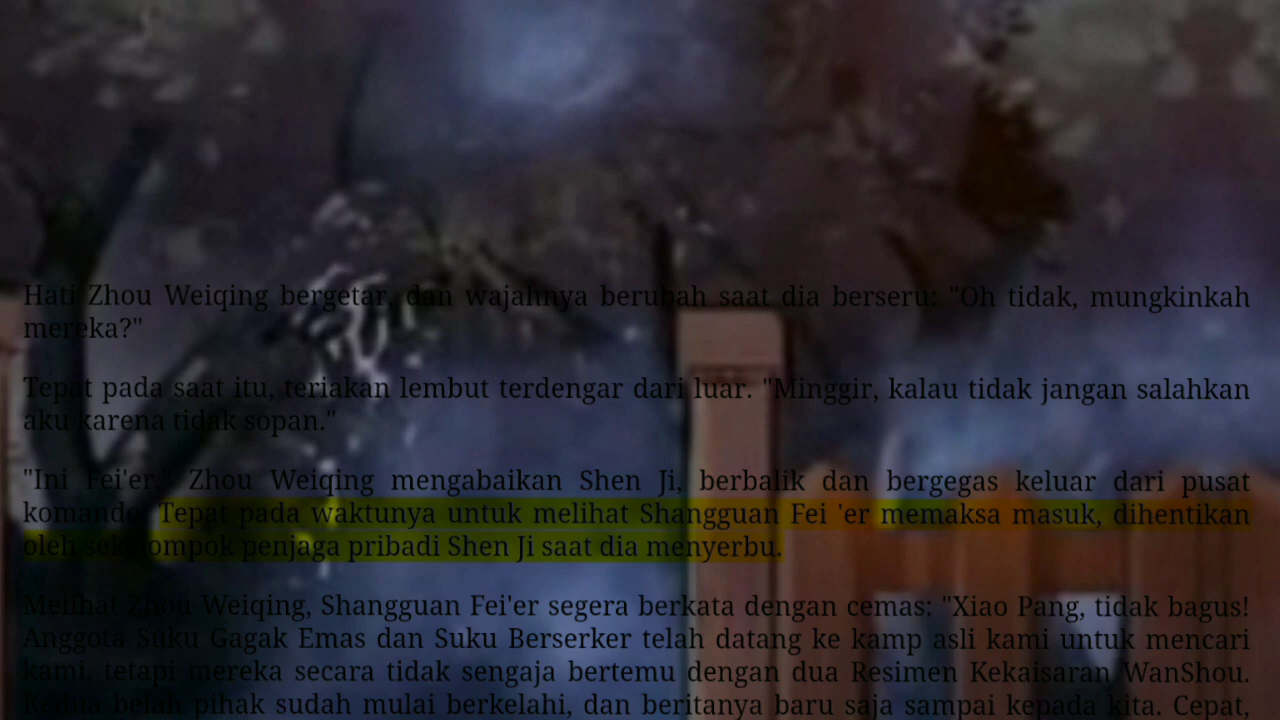 Hati Zhou Weiqing bergetar, dan wajahnya berubah saat dia berseru: "Oh tidak, mungkinkah
mereka?"
Tepat pada saat itu, teriakan lembut terdengar dari luar. "Minggir, kalau tidak jangan salahkan
aku karena tidak sopan."
"Ini Fei'er." Zhou Weiqing mengabaikan Shen Ji, berbalik dan bergegas keluar dari pusat
komando. Tepat pada waktunya untuk melihat Shangguan Fei 'er memaksa masuk, dihentikan
oleh sekelompok penjaga pribadi Shen Ji saat dia menyerbu.
Melihat Zhou Weiqing, Shangguan Fei'er segera berkata dengan cemas: "Xiao Pang, tidak bagus!
Anggota Suku Gagak Emas dan Suku Berserker telah datang ke kamp asli kami untuk mencari
kami, tetapi mereka secara tidak sengaja bertemu dengan dua Resimen Kekaisaran WanShou.
Kedua belah pihak sudah mulai berkelahi, dan beritanya baru saja sampai kepada kita. Cepat,